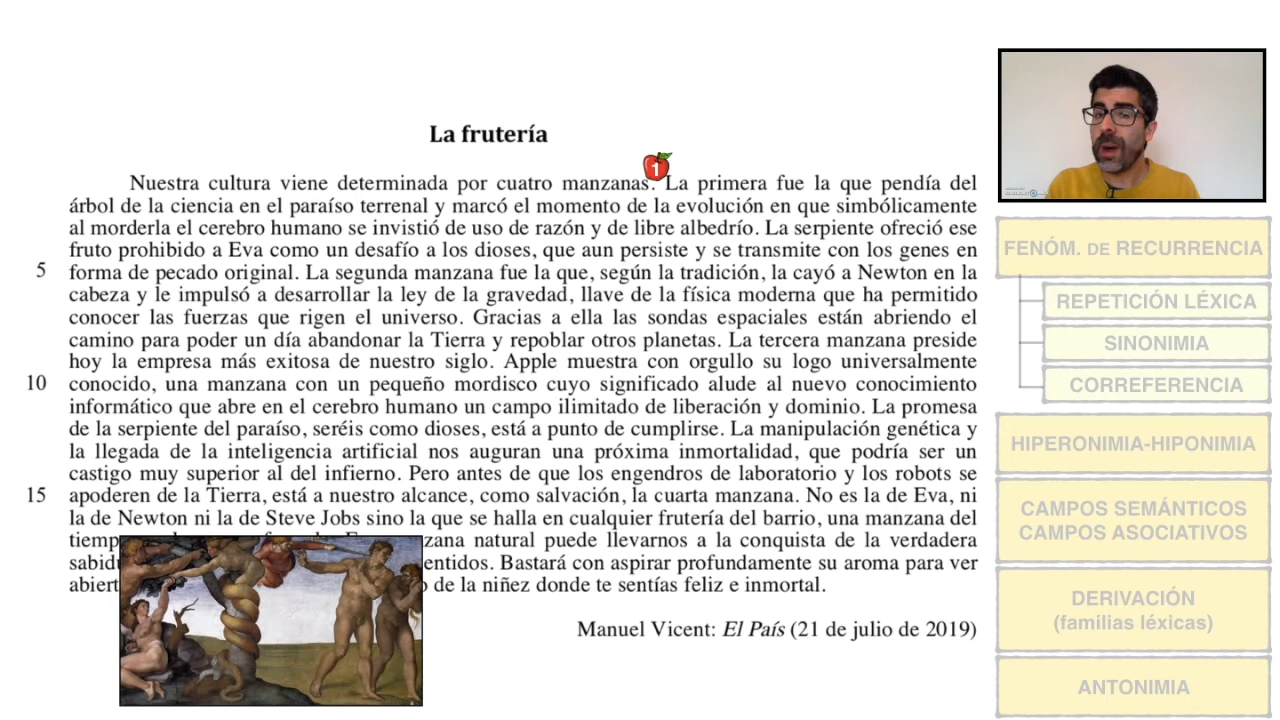 La frutería
1
Nuestra cultura viene determinada por cuatro manzanas. La primera fue la que pendía del
árbol de la ciencia en el paraíso terrenal y marcó el momento de la evolución en que simbólicamente
al morderla el cerebro humano se invistió de uso de razón y de libre albedrío. La serpiente ofreció ese
fruto prohibido a Eva como un desafío a los dioses, que aun persiste y se transmite con los genes en
5 forma de pecado original. La segunda manzana fue la que, según la tradición, la cayó a Newton en la
cabeza y le impulsó a desarrollar la ley de la gravedad, llave de la física moderna que ha permitido
conocer las fuerzas que rigen el universo. Gracias a ella las sondas espaciales están abriendo el
camino para poder un día abandonar la Tierra y repoblar otros planetas. La tercera manzana preside
hoy la empresa más exitosa de nuestro siglo. Apple muestra con orgullo su logo universalmente
10 conocido, una manzana con un pequeño mordisco cuyo significado alude al nuevo conocimiento
informático que abre en el cerebro humano un campo ilimitado de liberación y dominio. La promesa
de la serpiente del paraíso, seréis como dioses, está a punto de cumplirse. La manipulación genética y
la llegada de la inteligencia artificial nos auguran una próxima inmortalidad, que podría ser un
castigo muy superior al del infierno. Pero antes de que los engendros de laboratorio y los robots se
15 apoderen de la Tierra, está a nuestro alcance, como salvación, la cuarta manzana. No es la de Eva, ni
la de Newton ni la de Steve Jobs sino la que se halla en cualquier frutería del barrio, una manzana del
natural puede llevarnos a la conquista de la verdadera
Bastará con aspirar profundamente su aroma para ver
de la niñez donde te sentías feliz e inmortal.
Manuel Vicent: El País (21 de julio de 2019)
FENÓM. DE RECURRENCIA
REPETICIÓN LÉXICA
SINONIMIA
CORREFERENCIA
HIPERONIMIA-HIPONIMIA
CAMPOS SEMÁNTICOS
CAMPOS ASOCIATIVOS
DERIVACIÓN
(familias léxicas)
ANTONIMIA